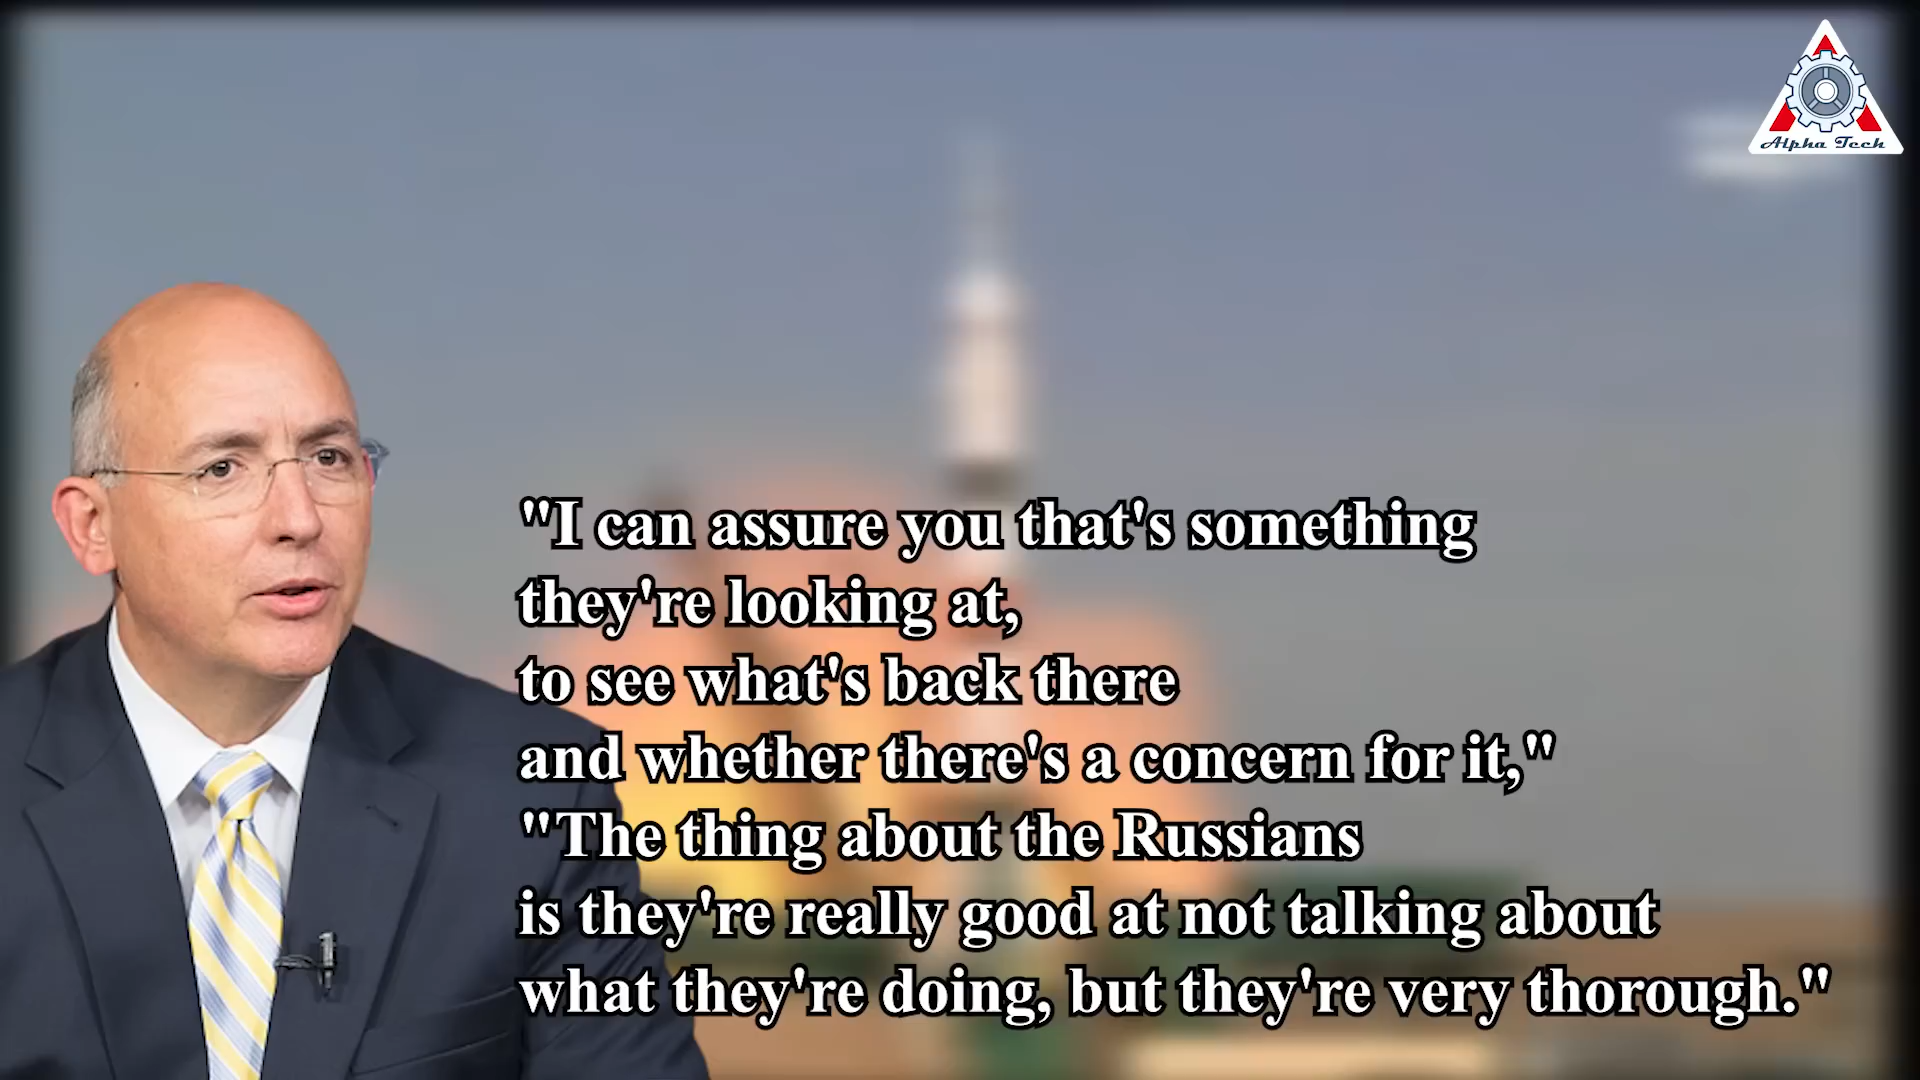 Alpha Tech
"I can assure you that's something
they're looking at,
to see what's back there
and whether there's a concern for it,"
"The thing about the Russians
is they're really good at not talking about
what they're doing, but they're very thorough."